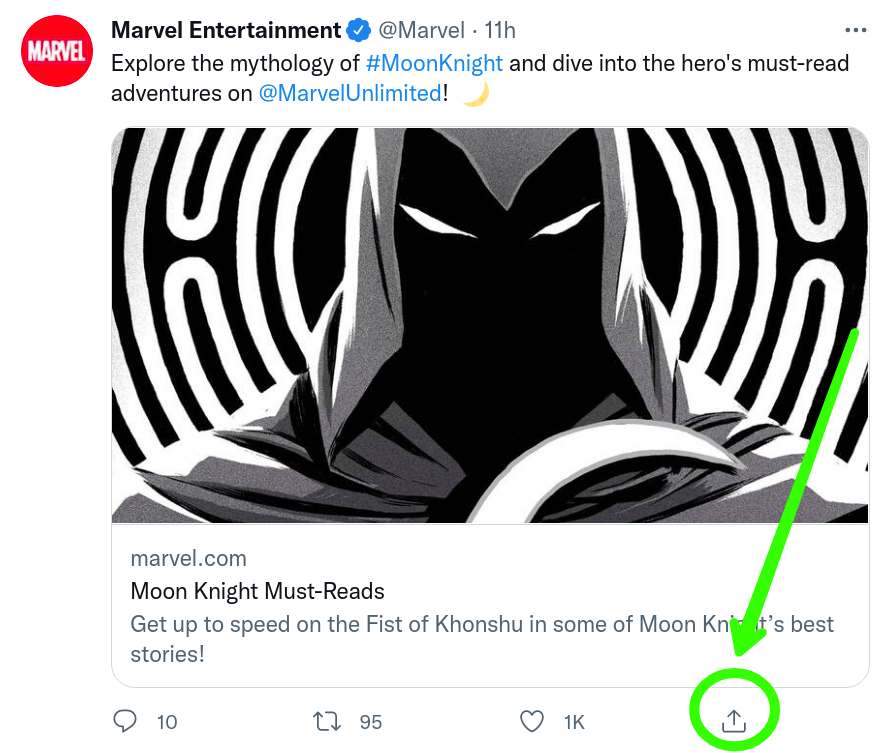 MARVEL
Marvel Entertainment @Marvel · 11h
Explore the mythology of #MoonKnight and dive into the hero's must-read
adventures on @MarvelUnlimited! 🌙
marvel.com
Moon Knight Must-Reads
Get up to speed on the Fist of Khonshu in some of Moon Knight’s best
stories!
10 95 1K